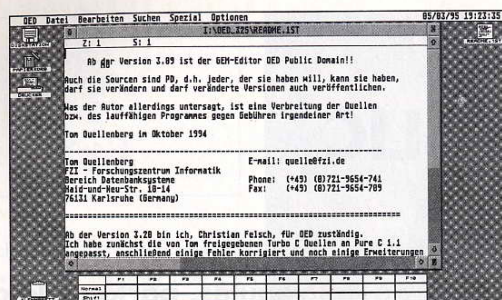 QED Datei Bearbeiten Suchen Spezial Optionen 05/03/95 19:23:33
I:\QED_325\README.1ST
Z: 1 S: 1
Ab der Version 3.09 ist der GEM-Editor QED Public Domain!!
Auch die Sourcen sind PD, d.h. jeder, der sie haben will, kann sie haben,
darf sie verändern und darf veränderte Versionen auch veröffentlichen.
Was der Autor allerdings untersagt, ist eine Verbreitung der Quellen
bzw. des lauffähigen Programmes gegen Gebühren irgendeiner Art!
Tom Quellenberg im Oktober 1994
Tom Quellenberg E-mail: quelle@fzi.de
FZI - Forschungszentrum Informatik
Bereich Datenbanksysteme Phone: (+49) (0)721-9654-741
Haid-und-Neu-Str. 10-14 Fax: (+49) (0)721-9654-709
76131 Karlsruhe (Germany)
Ab der Version 3.20 bin ich, Christian Felsch, für QED zuständig.
Ich habe zunächst die von Tom freigegebenen Turbo C Quellen an Pure C 1.1
angepasst, anschließend einige Fehler korrigiert und noch einige Erweiterungen
F1 F2 F3 F4 F5 F6 F7 F8 F9 F10
Normal
Shift